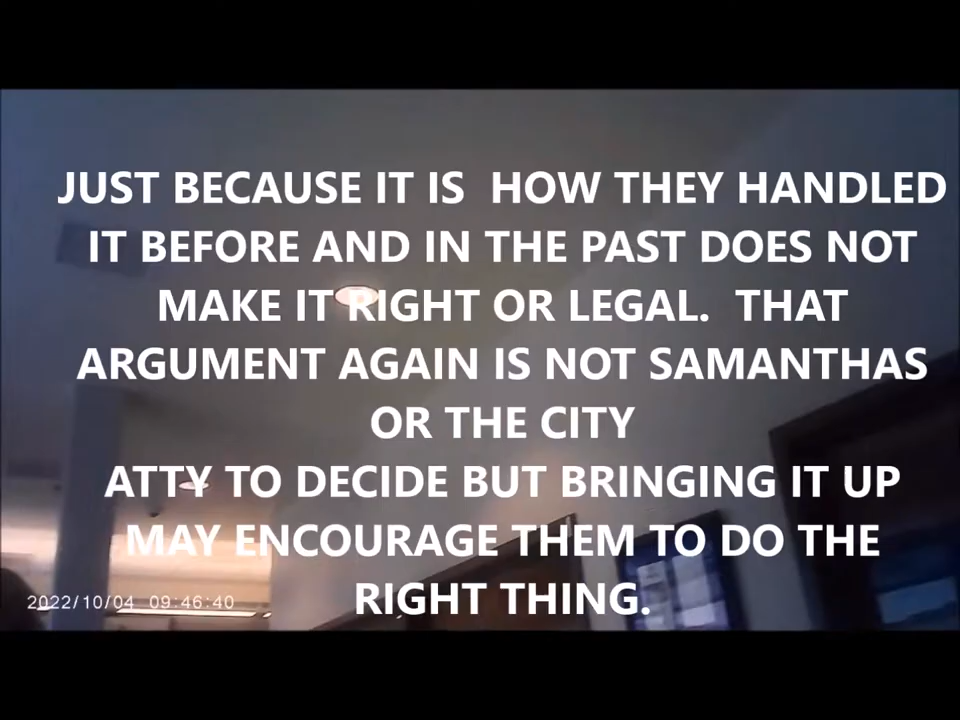 JUST BECAUSE IT IS  HOW THEY HANDLED
IT BEFORE AND IN THE PAST DOES NOT
MAKE IT RIGHT OR LEGAL.  THAT
ARGUMENT AGAIN IS NOT SAMANTHAS
OR THE CITY
ATTY TO DECIDE BUT BRINGING IT UP
MAY ENCOURAGE THEM TO DO THE
RIGHT THING.
2022/10/04 09:46:40